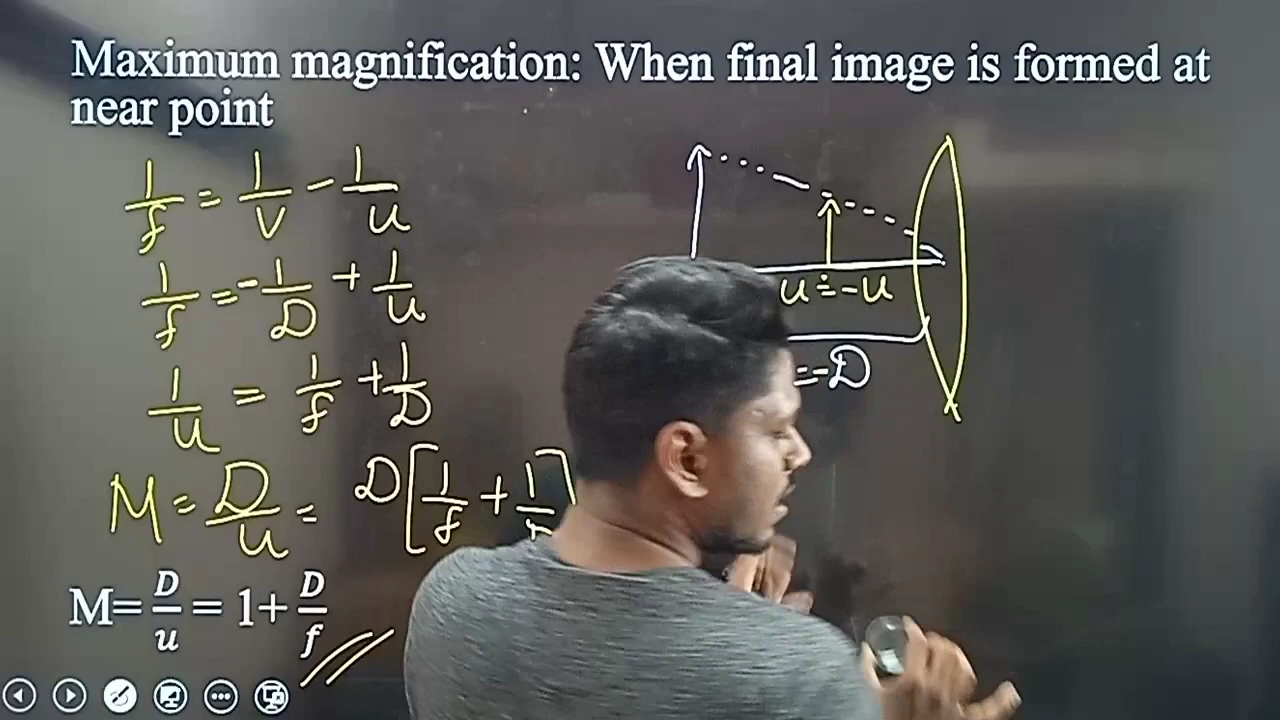 Maximum magnification: When final image is formed at
near point
1/f = 1/v - 1/u
1/f = -1/D + 1/u
1/u = 1/f + 1/D
M = D/u = D[1/f + 1/
M= D/u = 1+ D/f
u = -u
=-D